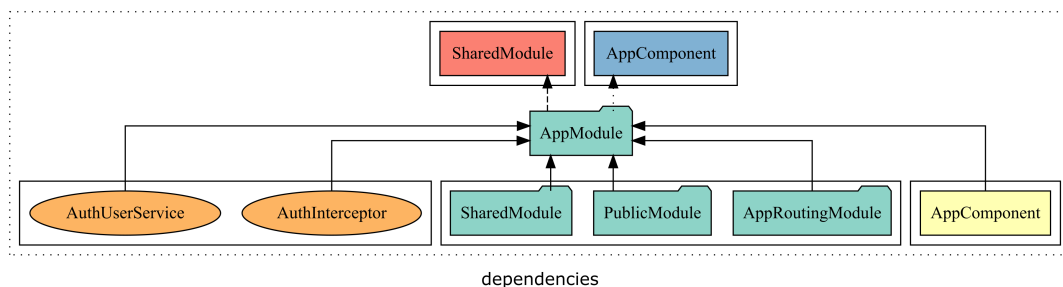 SharedModule
AppComponent
AppModule
AuthUserService
AuthInterceptor
SharedModule
PublicModule
AppRoutingModule
AppComponent
dependencies